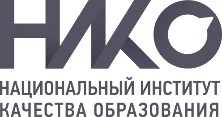 НИКО
НАЦИОНАЛЬНЫЙ ИНСТИТУТ
КАЧЕСТВА ОБРАЗОВАНИЯ